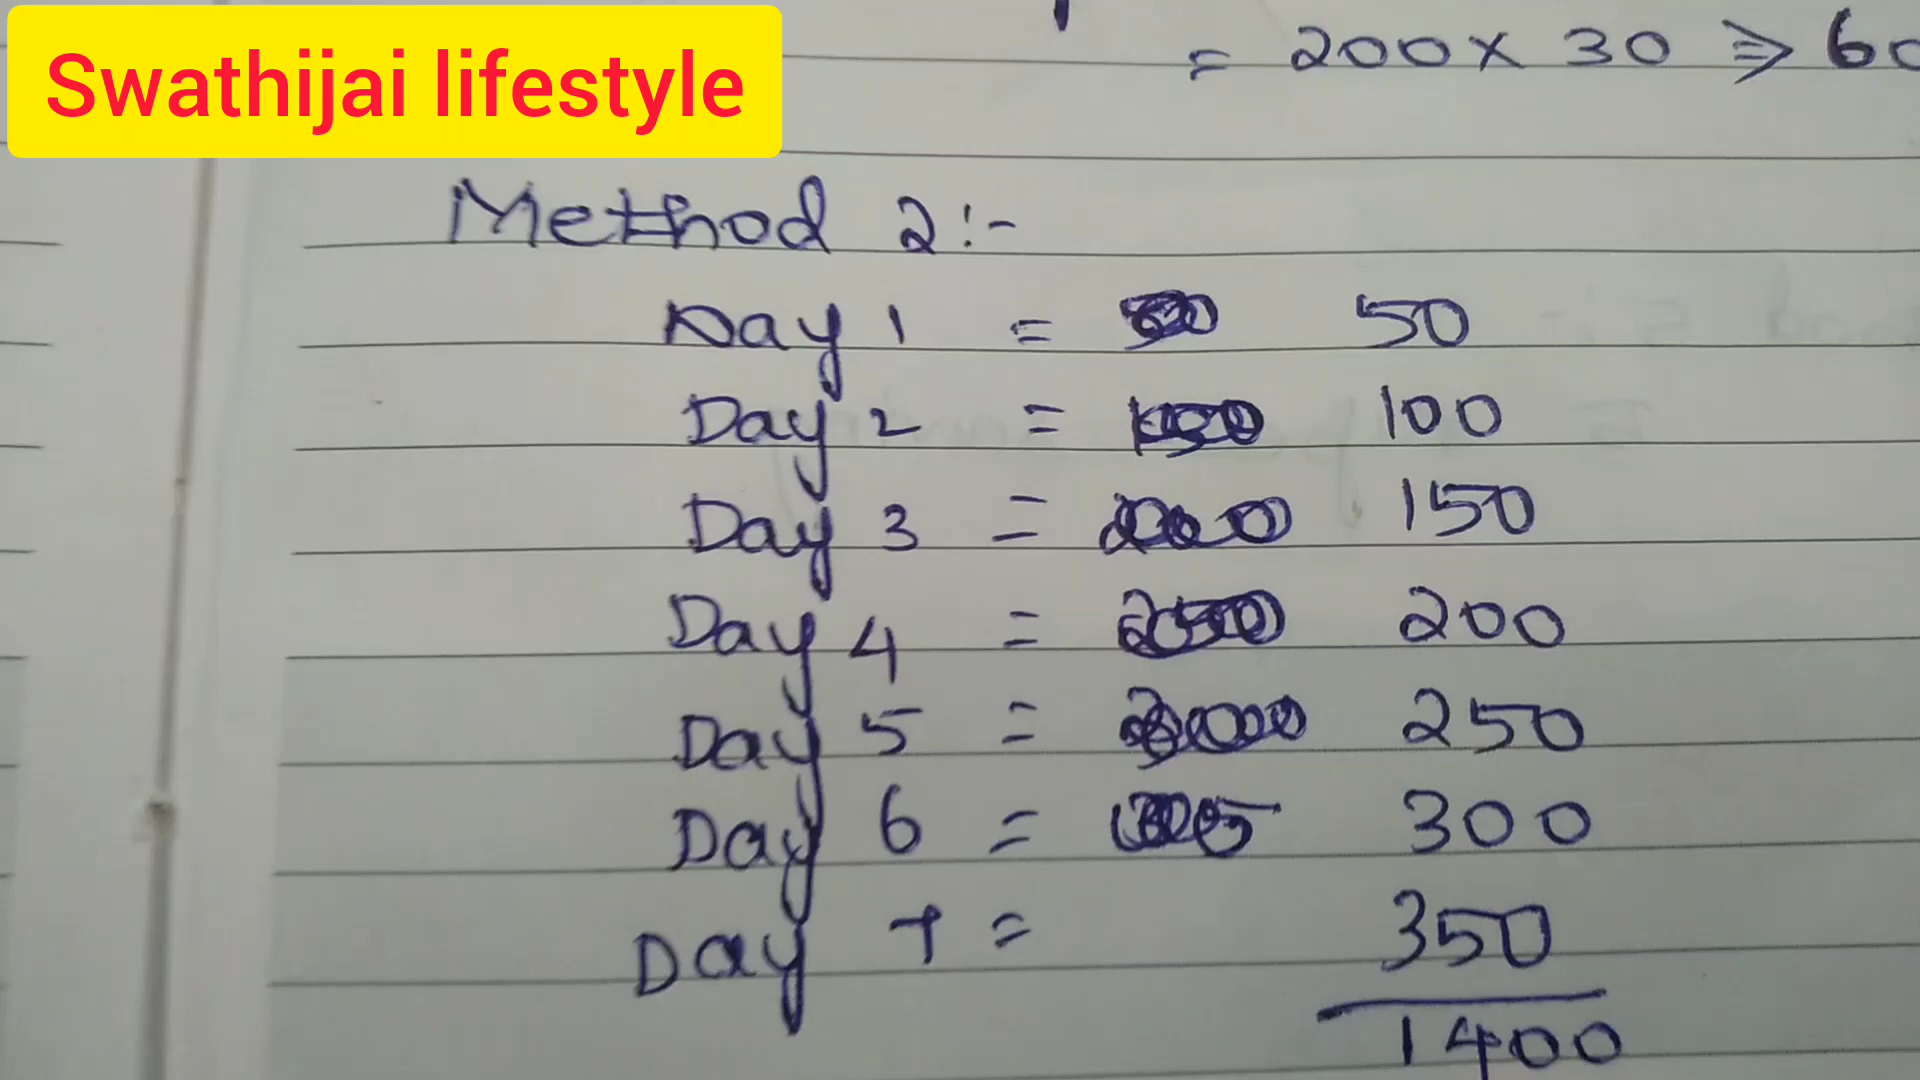 Swathijai lifestyle
= 200 x 30 => 60
Method 2:-
Day 1 = 50
Day 2 = 100
Day 3 = 150
Day 4 = 200
Day 5 = 250
Day 6 = 300
Day 7 = 350
1400